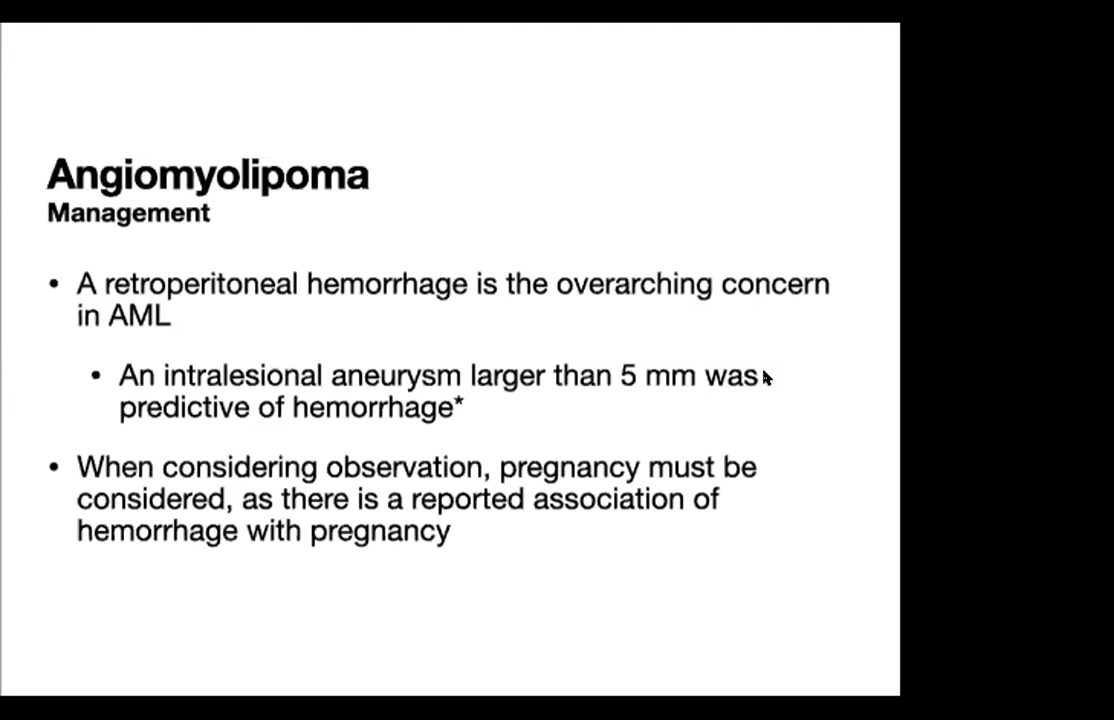 Angiomyolipoma
Management
• A retroperitoneal hemorrhage is the overarching concern
in AML
• An intralesional aneurysm larger than 5 mm was
predictive of hemorrhage*
• When considering observation, pregnancy must be
considered, as there is a reported association of
hemorrhage with pregnancy